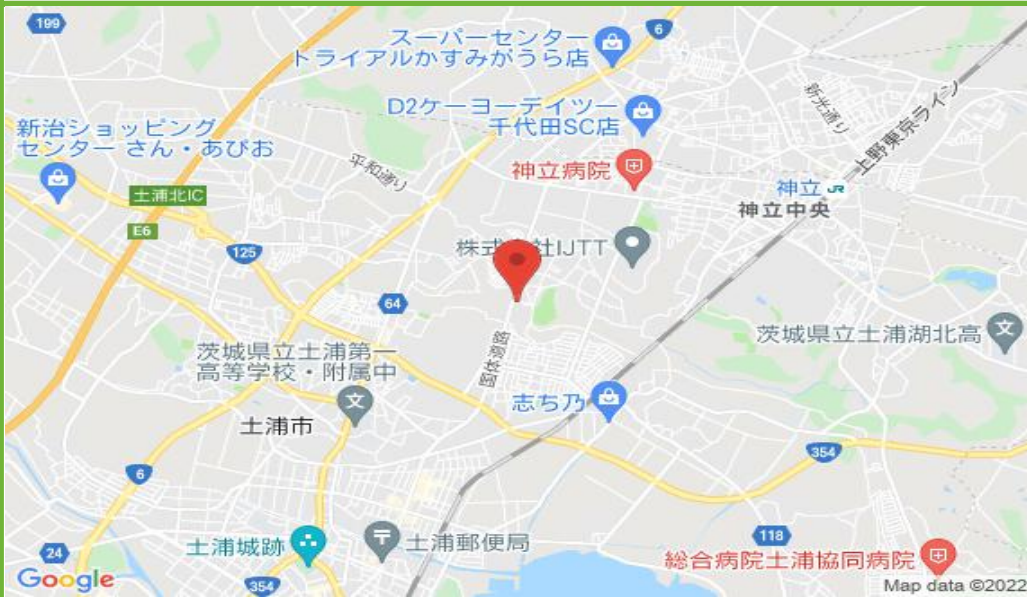 199
6
スーパーセンター
トライアルかすみがうら店
D2ケーヨーデイツー
千代田SC店
新光通り
上野東京ライン
新治ショッピング
センター さん・あぴお
平和通り
神立病院
神立 JR
神立中央
土浦北IC
E6
125
株式会社IJTT
64
国体道路
茨城県立土浦湖北高
茨城県立土浦第一
高等学校・附属中
志ち乃
土浦市
6
354
24
土浦城跡
土浦郵便局
118
総合病院土浦協同病院
354
Google
Map data ©2022